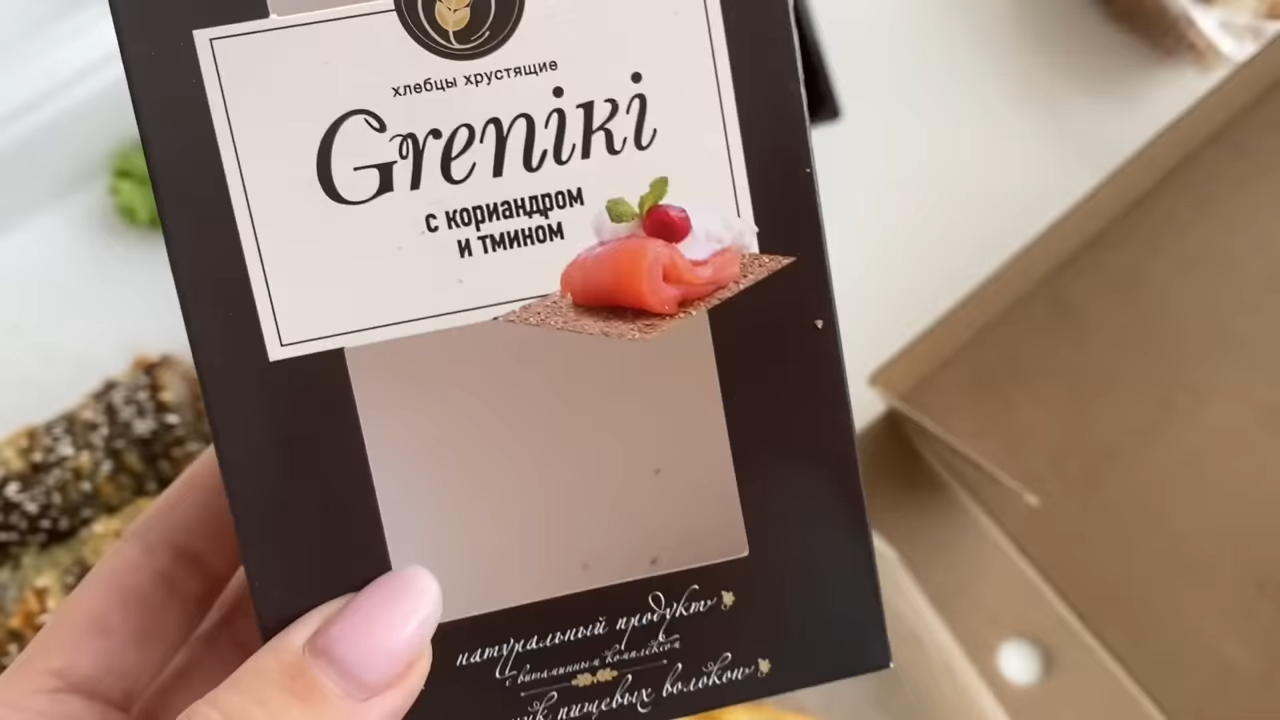 хлебцы хрустящие
Greniki
с кориандром
и тмином
натуральный продукт
с витаминным комплексом
пищевых волокон